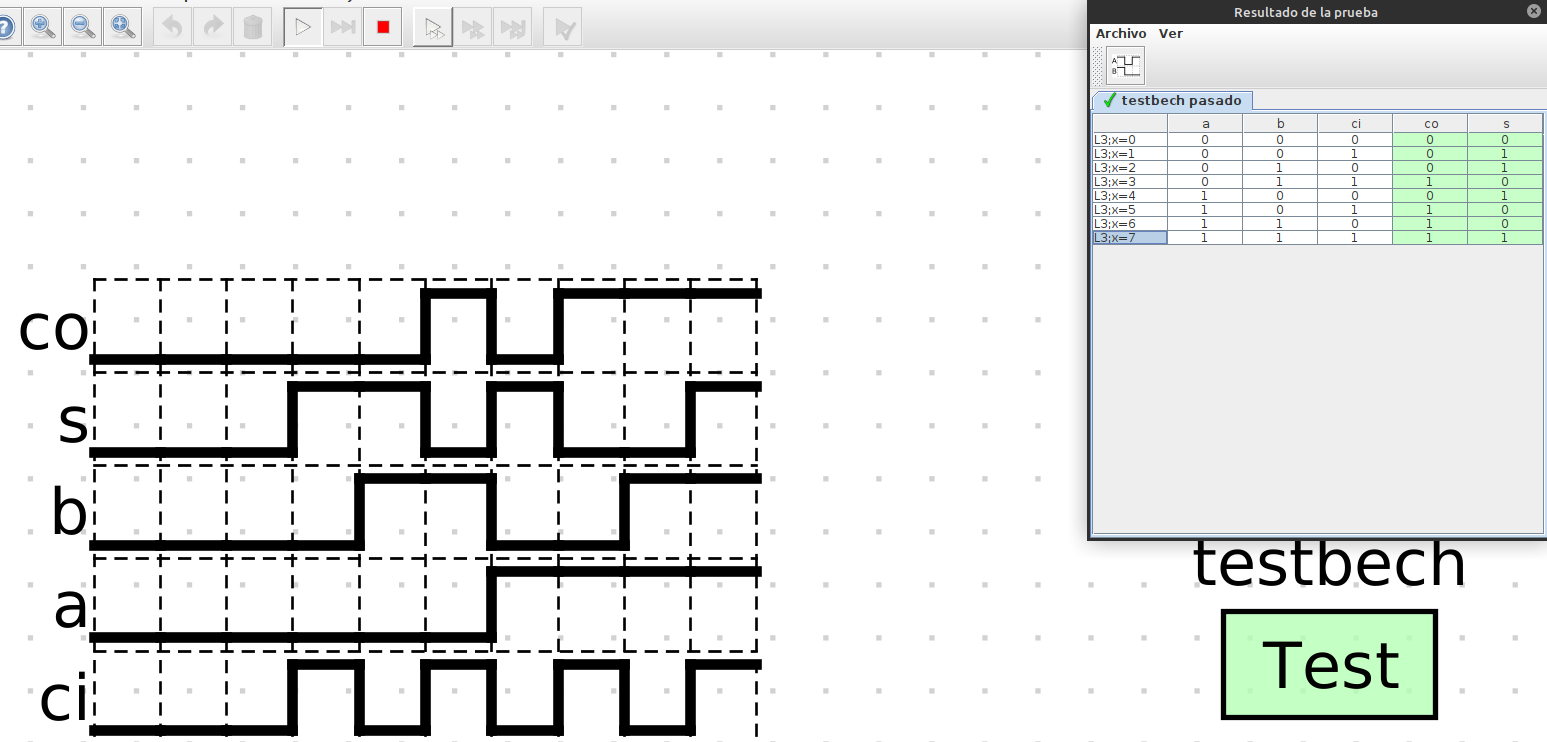 Resultado de la prueba
Archivo Ver
A
B
testbech pasado
a b ci co s
L3;x=0 0 0 0 0 0
L3;x=1 0 0 1 0 1
L3;x=2 0 1 0 0 1
L3;x=3 0 1 1 1 0
L3;x=4 1 0 0 0 1
L3;x=5 1 0 1 1 0
L3;x=6 1 1 0 1 0
L3;x=7 1 1 1 1 1
co
s
b
a
ci
testbech
Test